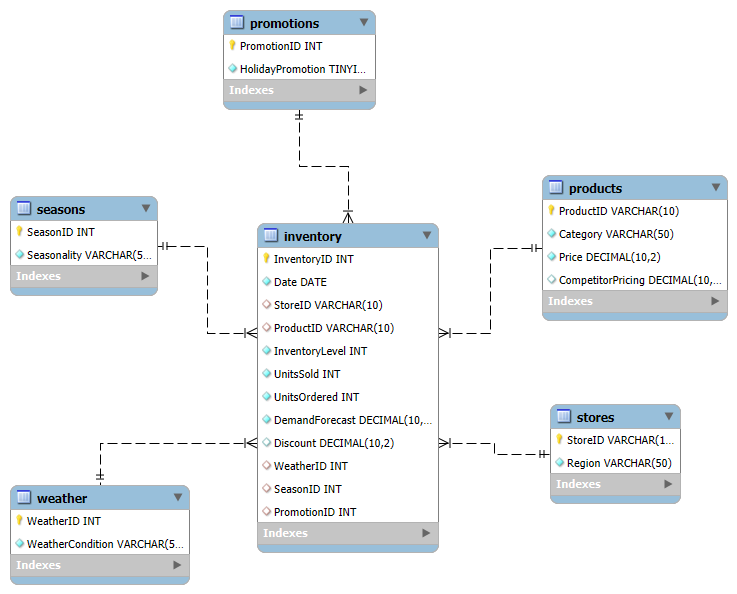 promotions
PromotionID INT
HolidayPromotion TINYI...
Indexes
seasons
SeasonID INT
Seasonality VARCHAR(5...
Indexes
inventory
InventoryID INT
Date DATE
StoreID VARCHAR(10)
ProductID VARCHAR(10)
InventoryLevel INT
UnitsSold INT
UnitsOrdered INT
DemandForecast DECIMAL(10,...
Discount DECIMAL(10,2)
WeatherID INT
SeasonID INT
PromotionID INT
Indexes
products
ProductID VARCHAR(10)
Category VARCHAR(50)
Price DECIMAL(10,2)
CompetitorPricing DECIMAL(10,...
Indexes
stores
StoreID VARCHAR(1...
Region VARCHAR(50)
Indexes
weather
WeatherID INT
WeatherCondition VARCHAR(5...
Indexes